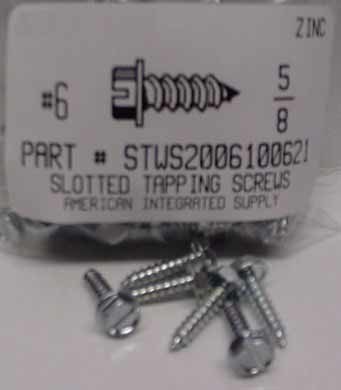 ZINC
#6
5
8
PART # STWS2006100621
SLOTTED TAPPING SCREWS
AMERICAN INTEGRATED SUPPLY